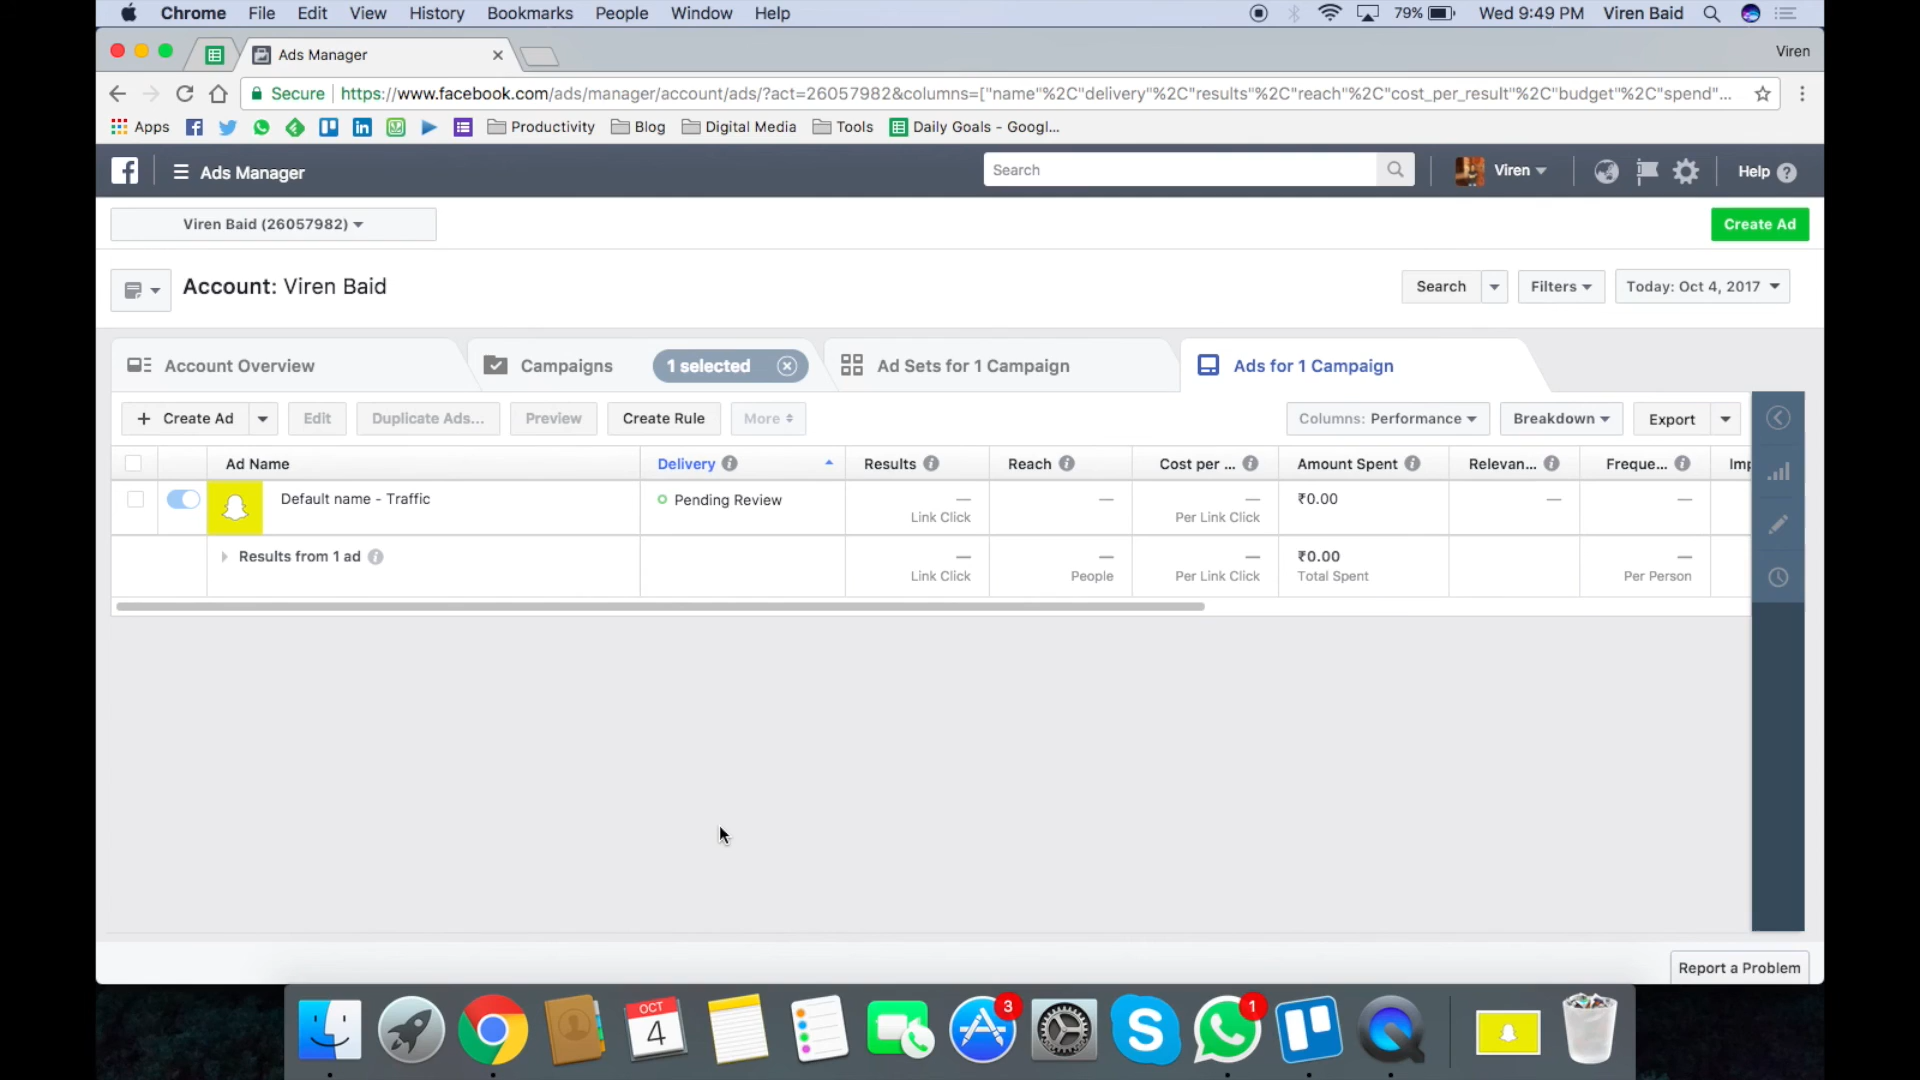 Chrome File Edit View History Bookmarks People Window Help 79% Wed 9:49 PM Viren Baid
Ads Manager Viren
Secure https://www.facebook.com/ads/manager/account/ads/?act=26057982&columns=["name"%2C"delivery"%2C"results"%2C"reach"%2C"cost_per_result"%2C"budget"%2C"spend"...
Apps Productivity Blog Digital Media Tools Daily Goals - Googl...
Ads Manager Search Viren Help ?
Viren Baid (26057982) Create Ad
Account: Viren Baid Search Filters Today: Oct 4, 2017
Account Overview Campaigns 1 selected Ad Sets for 1 Campaign Ads for 1 Campaign
+ Create Ad Edit Duplicate Ads... Preview Create Rule More Columns: Performance Breakdown Export
Ad Name Delivery Results Reach Cost per ... Amount Spent Relevan... Freque... Imp
Default name - Traffic Pending Review — — — ₹0.00 — —
Link Click Per Link Click
Results from 1 ad — — — ₹0.00 —
Link Click People Per Link Click Total Spent Per Person
Report a Problem
OCT 3 1
4